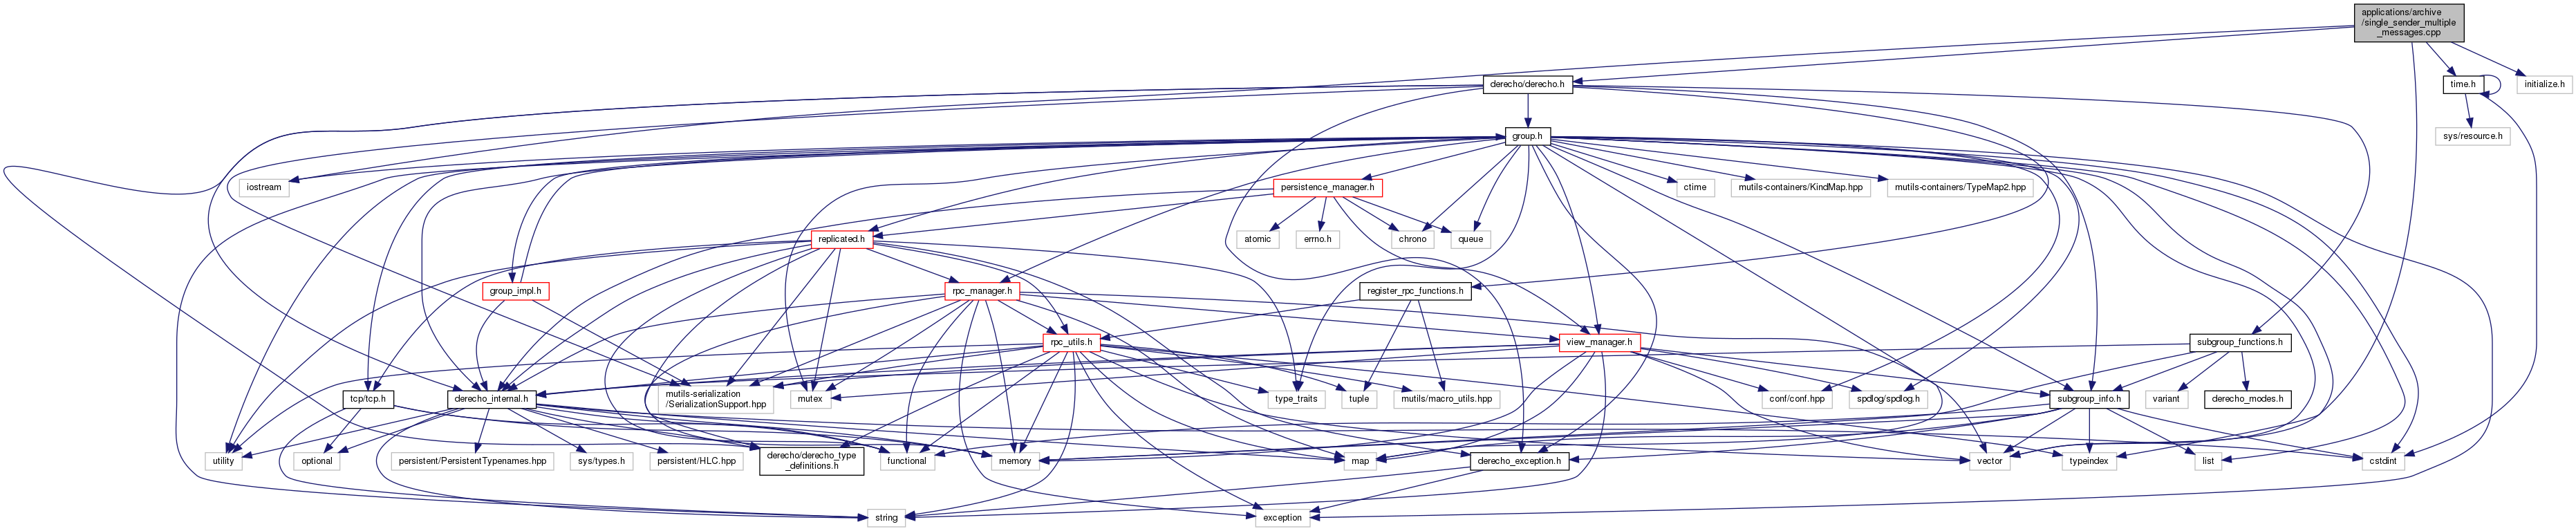 applications/archive
/single_sender_multiple
_messages.cpp
derecho/derecho.h
time.h
initialize.h
group.h
sys/resource.h
iostream
persistence_manager.h
ctime
mutils-containers/KindMap.hpp
mutils-containers/TypeMap2.hpp
replicated.h
atomic
errno.h
chrono
queue
group_impl.h
rpc_manager.h
register_rpc_functions.h
rpc_utils.h
view_manager.h
subgroup_functions.h
tcp/tcp.h
derecho_internal.h
mutils-serialization
/SerializationSupport.hpp
mutex
type_traits
tuple
mutils/macro_utils.hpp
conf/conf.hpp
spdlog/spdlog.h
subgroup_info.h
variant
derecho_modes.h
utility
optional
persistent/PersistentTypenames.hpp
sys/types.h
persistent/HLC.hpp
derecho/derecho_type
_definitions.h
functional
memory
map
derecho_exception.h
vector
typeindex
list
cstdint
string
exception